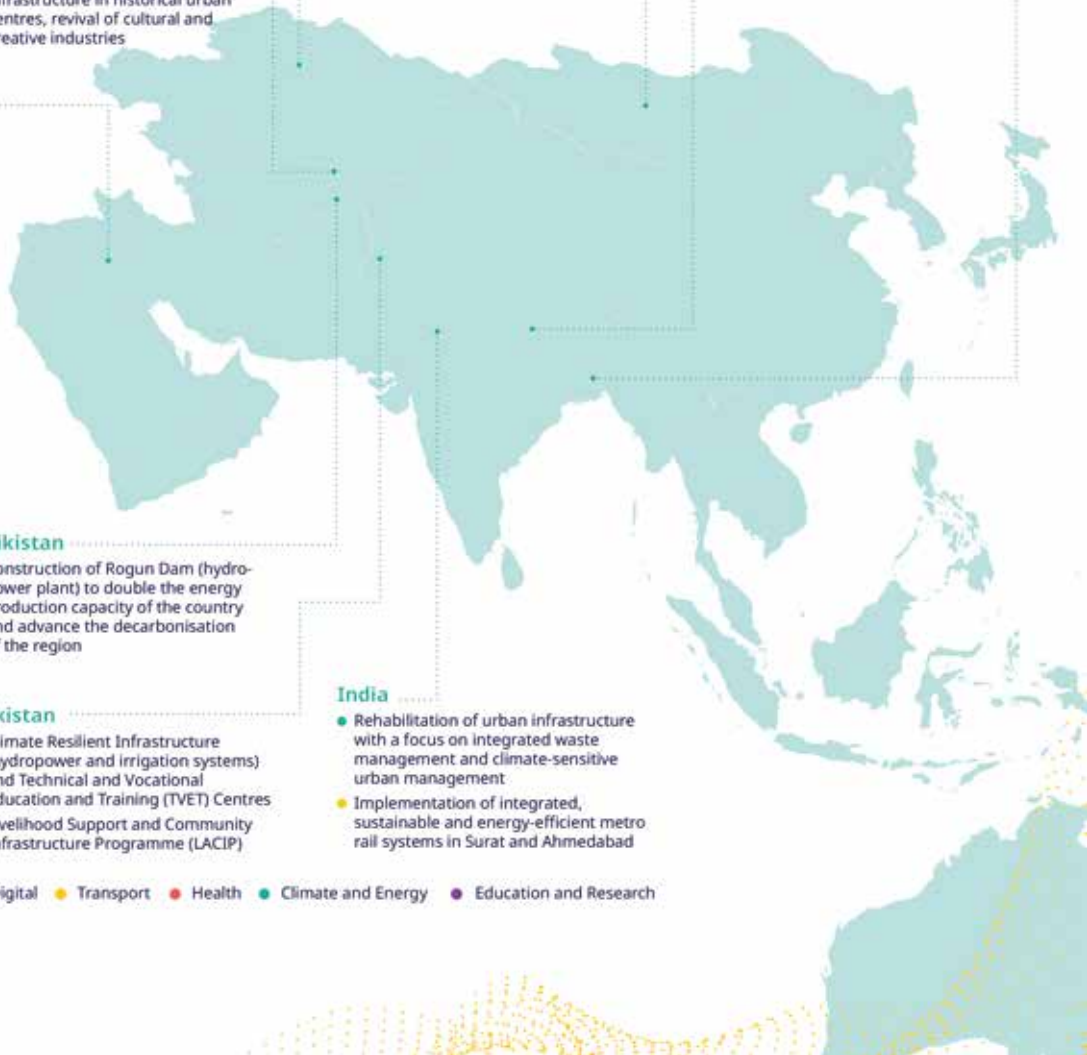 nfrastructure in historical urban
entres, revival of cultural and
reative industries
ikistan
onstruction of Rogun Dam (hydro-
ower plant) to double the energy
roduction capacity of the country
nd advance the decarbonisation
the region
kistan
imate Resilient Infrastructure
ydropower and irrigation systems)
nd Technical and Vocational
ducation and Training (TVET) Centres
velihood Support and Community
frastructure Programme (LACIP)
India
Rehabilitation of urban infrastructure
with a focus on integrated waste
management and climate-sensitive
urban management
Implementation of integrated,
sustainable and energy-efficient metro
rail systems in Surat and Ahmedabad
igital Transport Health Climate and Energy Education and Research